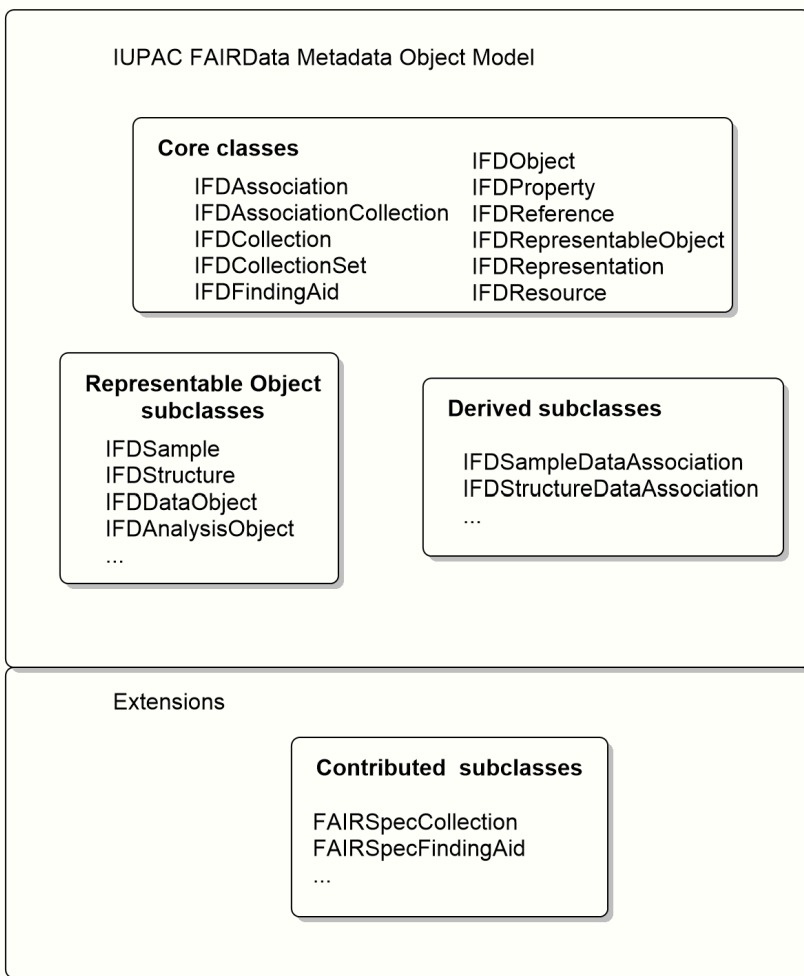 IUPAC FAIRData Metadata Object Model
Core classes
IFDAssociation
IFDAssociationCollection
IFDCollection
IFDCollectionSet
IFDFindingAid
IFDObject
IFDProperty
IFDReference
IFDRepresentableObject
IFDRepresentation
IFDResource
Representable Object
subclasses
IFDSample
IFDStructure
IFDDataObject
IFDAnalysisObject
...
Derived subclasses
IFDSampleDataAssociation
IFDStructureDataAssociation
...
Extensions
Contributed subclasses
FAIRSpecCollection
FAIRSpecFindingAid
...